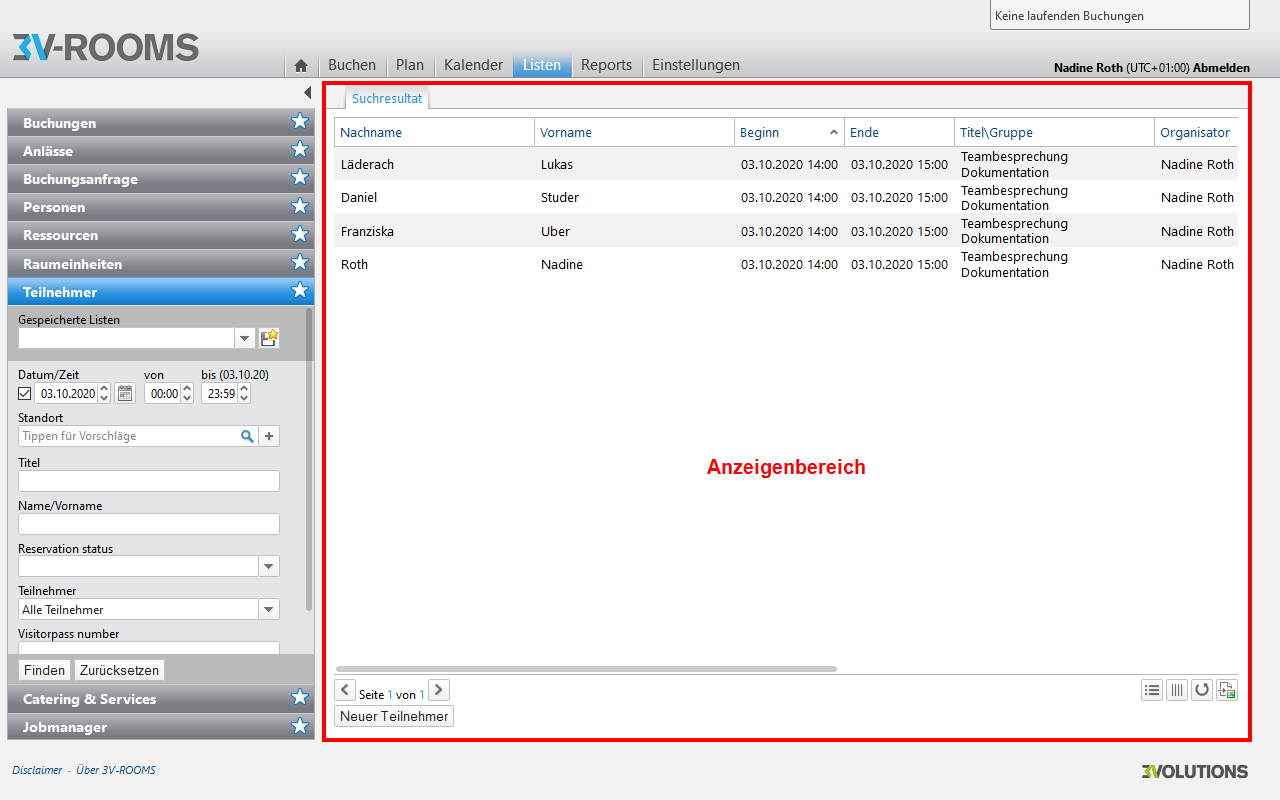 Keine laufenden Buchungen
3V-ROOMS
Buchen Plan Kalender Listen Reports Einstellungen
Nadine Roth (UTC+01:00) Abmelden
Buchungen
Anlässe
Buchungsanfrage
Personen
Ressourcen
Raumeinheiten
Teilnehmer
Gespeicherte Listen
Datum/Zeit von bis (03.10.20)
03.10.2020 00:00 23:59
Standort
Tippen für Vorschläge
Titel
Name/Vorname
Reservation status
Teilnehmer
Alle Teilnehmer
Visitorpass number
Finden Zurücksetzen
Catering & Services
Jobmanager
Suchresultat
Nachname Vorname Beginn Ende Titel\Gruppe Organisator
Läderach Lukas 03.10.2020 14:00 03.10.2020 15:00 Teambesprechung Dokumentation Nadine Roth
Daniel Studer 03.10.2020 14:00 03.10.2020 15:00 Teambesprechung Dokumentation Nadine Roth
Franziska Uber 03.10.2020 14:00 03.10.2020 15:00 Teambesprechung Dokumentation Nadine Roth
Roth Nadine 03.10.2020 14:00 03.10.2020 15:00 Teambesprechung Dokumentation Nadine Roth
Anzeigenbereich
Seite 1 von 1
Neuer Teilnehmer
Disclaimer - Über 3V-ROOMS
3VOLUTIONS